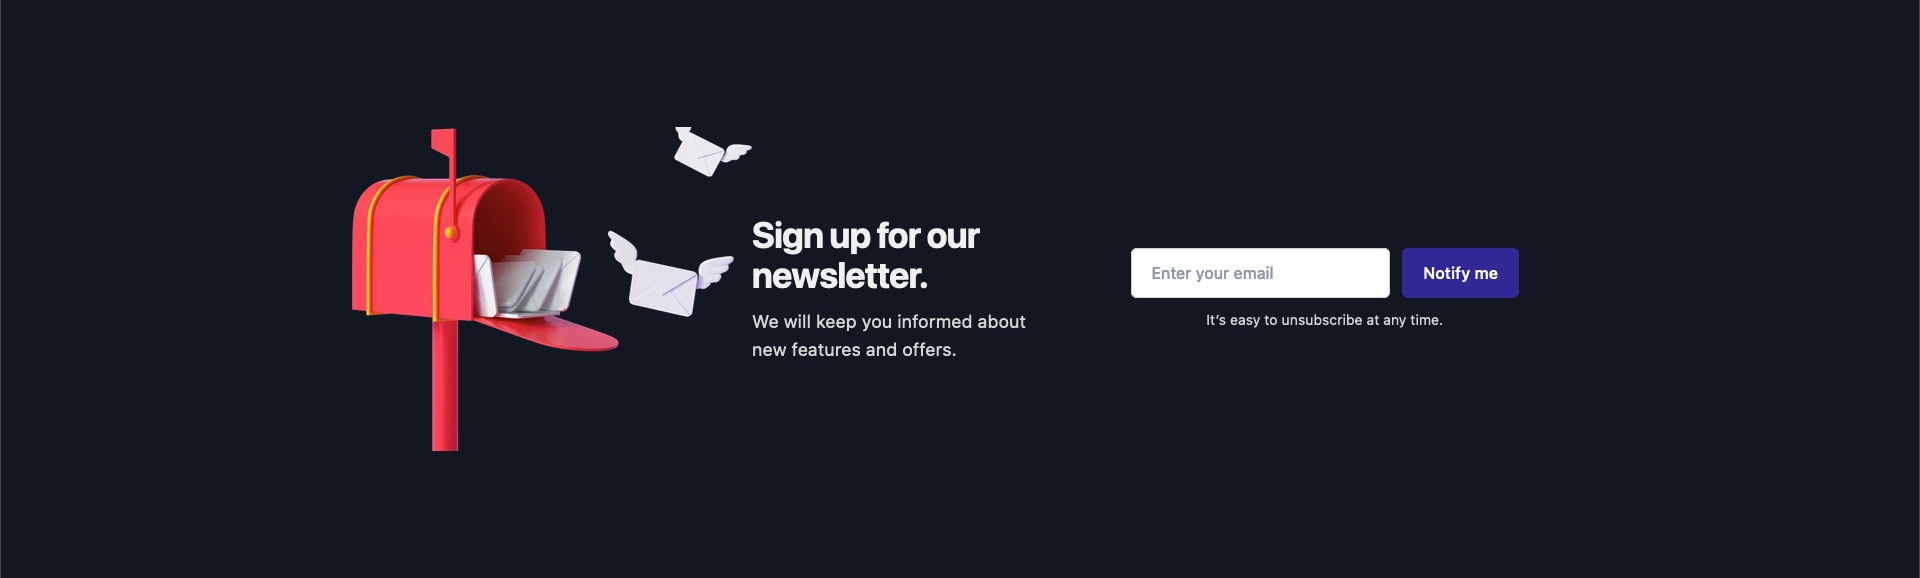 Sign up for our
newsletter.
We will keep you informed about
new features and offers.
Enter your email
Notify me
It’s easy to unsubscribe at any time.